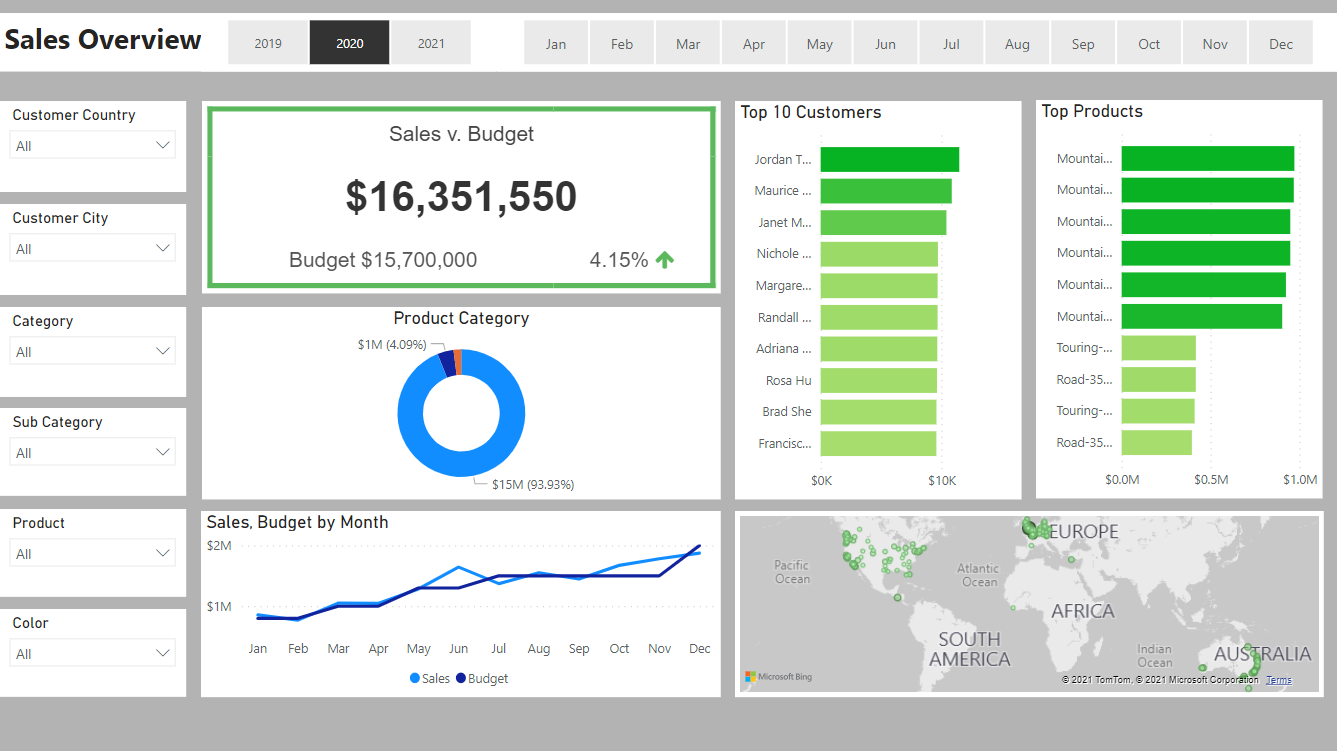 Sales Overview
2019
2020
2021
Jan
Feb
Mar
Apr
May
Jun
Jul
Aug
Sep
Oct
Nov
Dec
Customer Country
All
Customer City
All
Category
All
Sub Category
All
Product
All
Color
All
Sales v. Budget
$16,351,550
Budget $15,700,000
4.15%
Product Category
$1M (4.09%)
$15M (93.93%)
Sales, Budget by Month
$2M
$1M
Jan Feb Mar Apr May Jun Jul Aug Sep Oct Nov Dec
Sales Budget
Top 10 Customers
Jordan T...
Maurice ...
Janet M...
Nichole ...
Margare...
Randall ...
Adriana ...
Rosa Hu
Brad She
Francisc...
$0K $10K
Top Products
Mountai...
Mountai...
Mountai...
Mountai...
Mountai...
Mountai...
Touring-...
Road-35...
Touring-...
Road-35...
$0.0M $0.5M $1.0M
EUROPE
Pacific
Ocean
Atlantic
Ocean
AFRICA
SOUTH
AMERICA
Indian
Ocean
AUSTRALIA
Microsoft Bing
© 2021 TomTom, © 2021 Microsoft Corporation Terms